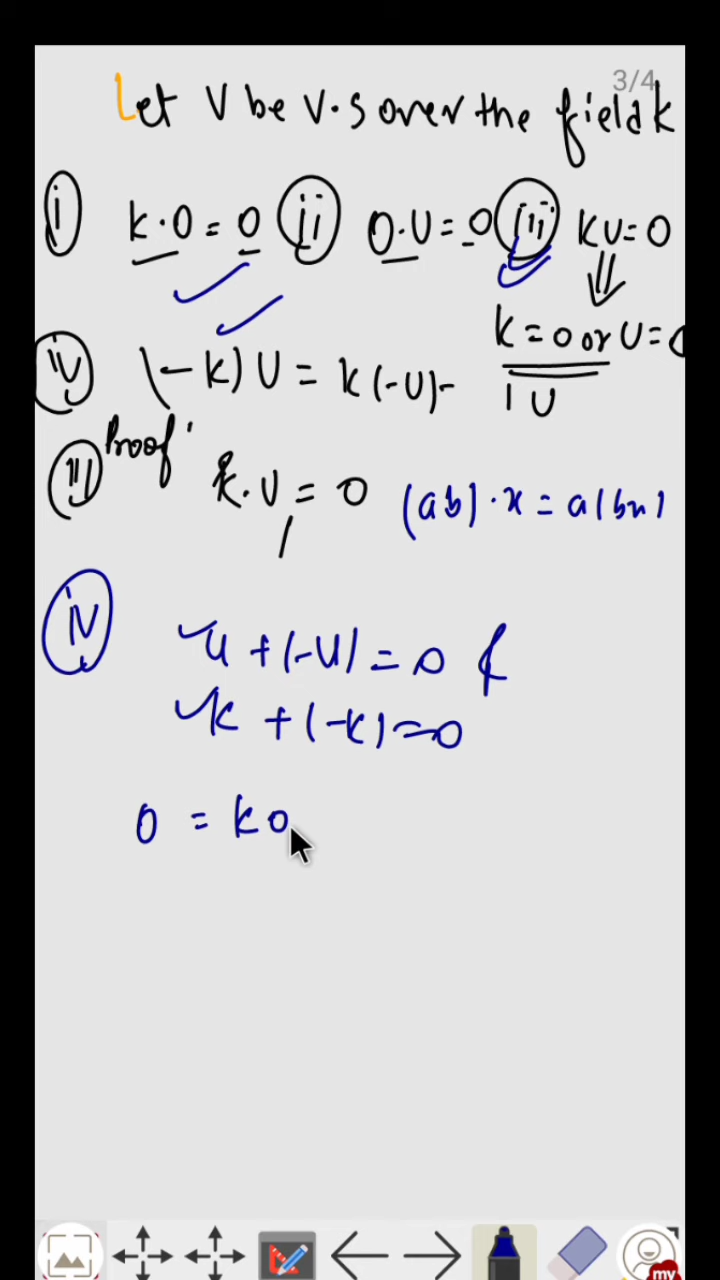 3/4
Let V be V.S over the field k
i k.0 = 0 ii 0.U = 0 iii kU = 0
⇓
k = 0 or U = 0
iv (-k)U = k(-U) -
1U
Proof:
iii k.U = 0 (ab).x = a(bx)
iv U + (-U) = 0 &
k + (-k) = 0
0 = k0
my